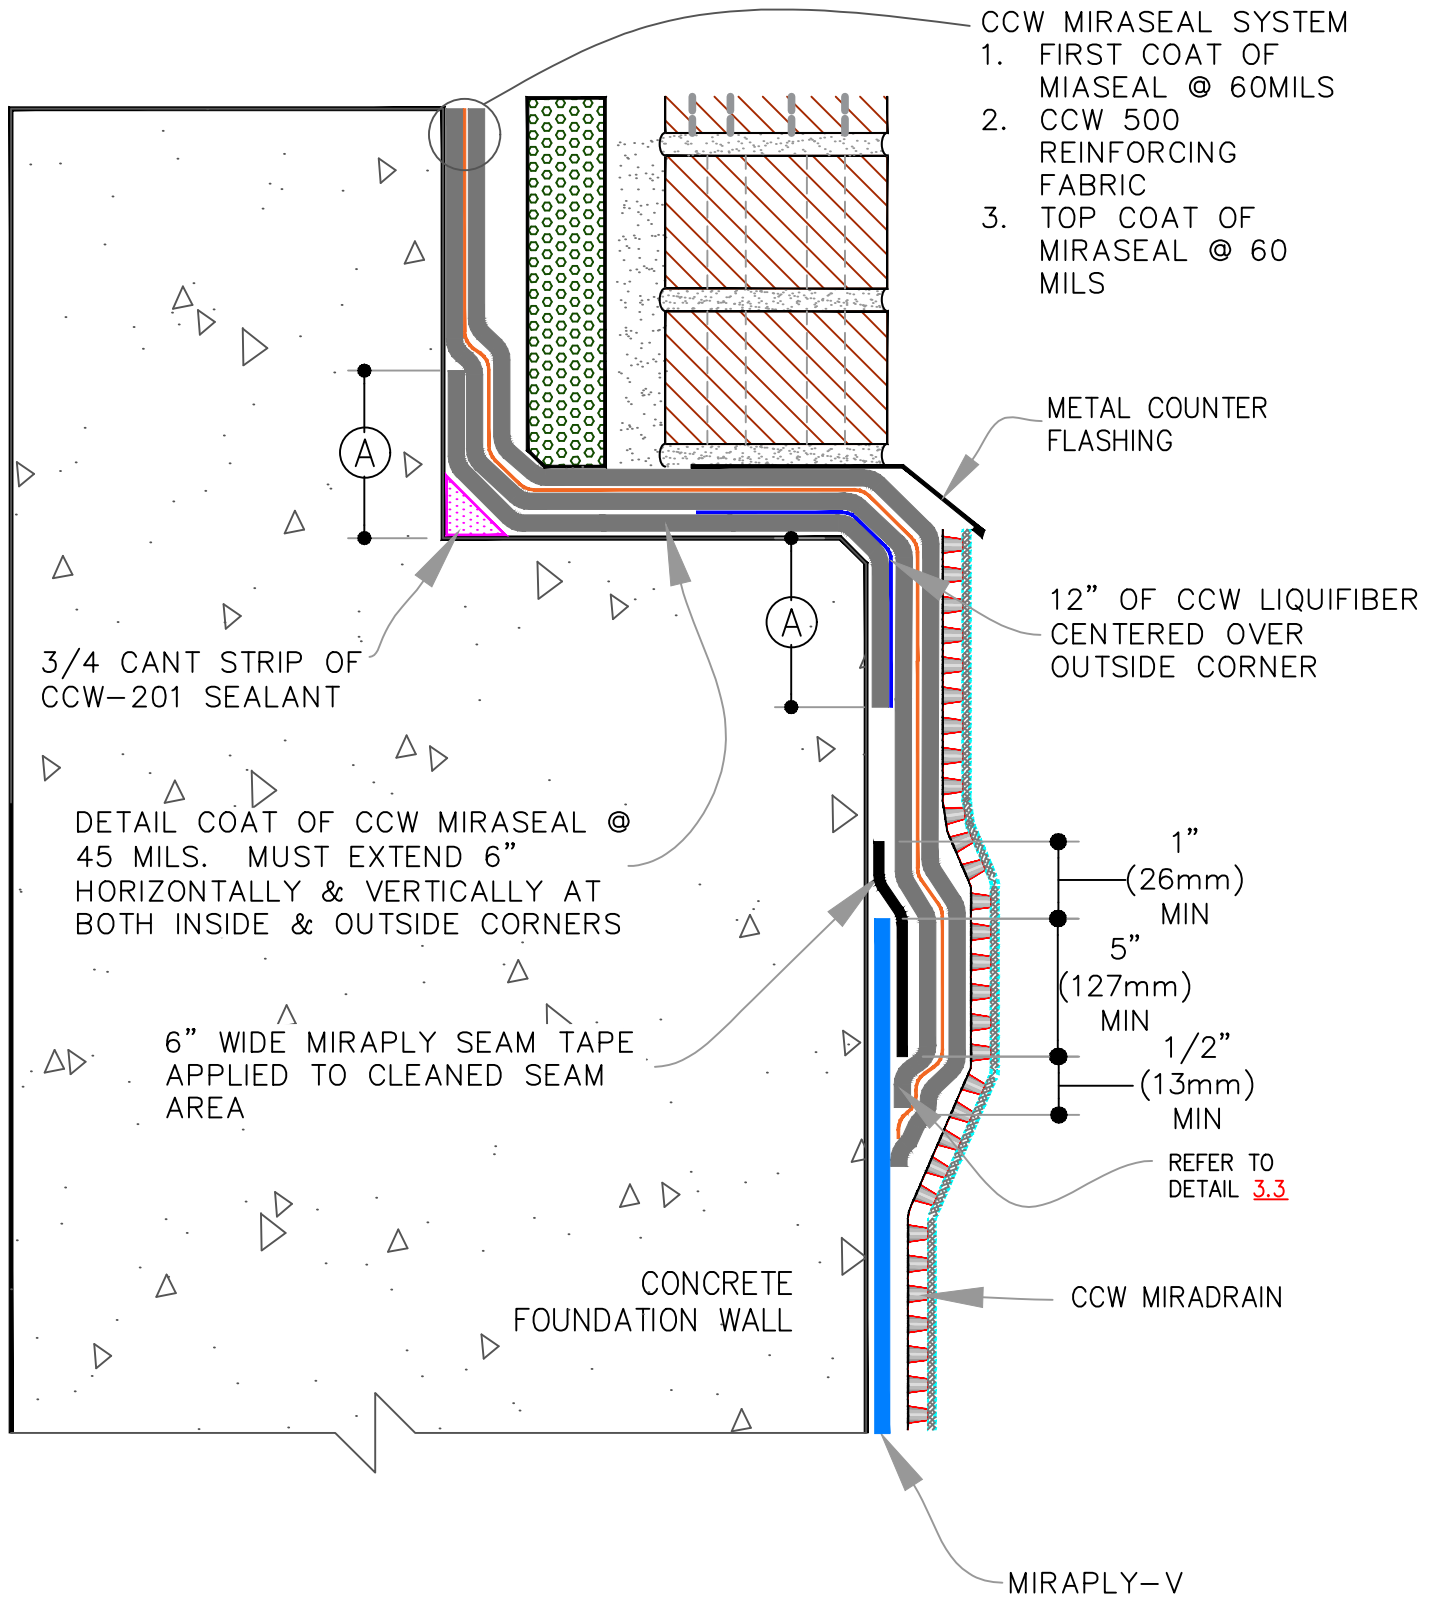 CCW MIRASEAL SYSTEM
1. FIRST COAT OF
MIASEAL @ 60MILS
2. CCW 500
REINFORCING
FABRIC
3. TOP COAT OF
MIRASEAL @ 60
MILS
METAL COUNTER
FLASHING
A
A
12" OF CCW LIQUIFIBER
CENTERED OVER
OUTSIDE CORNER
3/4 CANT STRIP OF
CCW-201 SEALANT
DETAIL COAT OF CCW MIRASEAL @
45 MILS. MUST EXTEND 6"
HORIZONTALLY & VERTICALLY AT
BOTH INSIDE & OUTSIDE CORNERS
1"
(26mm)
MIN
5"
(127mm)
MIN
1/2"
(13mm)
MIN
6" WIDE MIRAPLY SEAM TAPE
APPLIED TO CLEANED SEAM
AREA
REFER TO
DETAIL 3.3
CONCRETE
FOUNDATION WALL
CCW MIRADRAIN
MIRAPLY-V